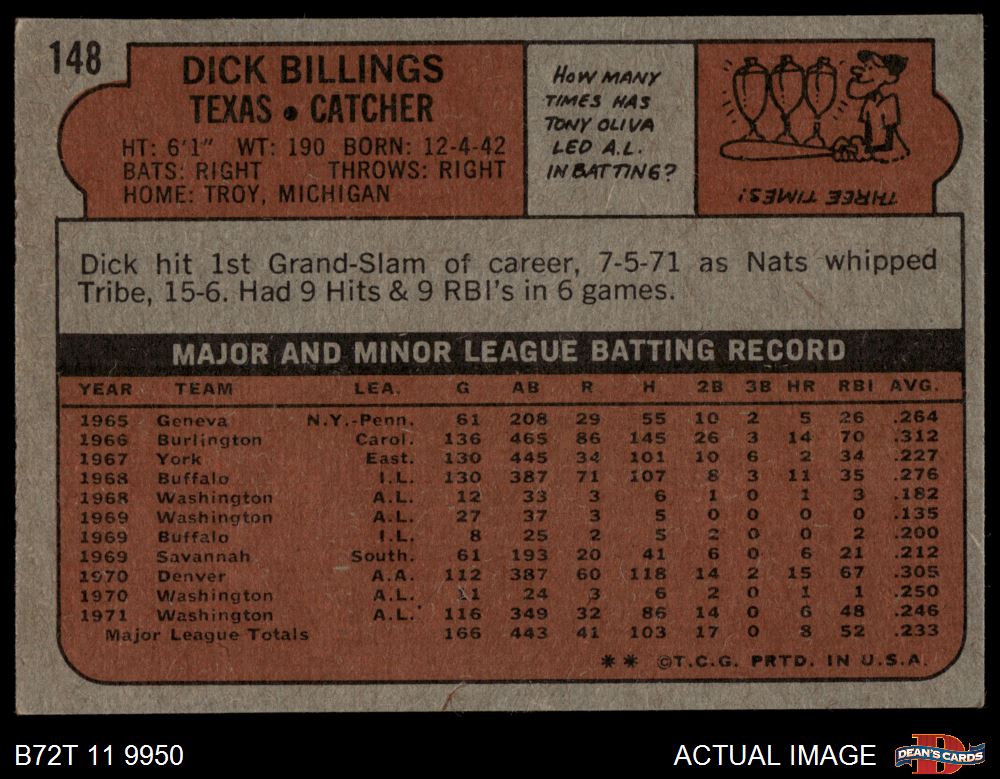 148
DICK BILLINGS
TEXAS • CATCHER
HT: 6'1" WT: 190 BORN: 12-4-42
BATS: RIGHT THROWS: RIGHT
HOME: TROY, MICHIGAN
HOW MANY
TIMES HAS
TONY OLIVA
LED A.L.
IN BATTING?
THREE TIMES!
Dick hit 1st Grand-Slam of career, 7-5-71 as Nats whipped
Tribe, 15-6. Had 9 Hits & 9 RBI's in 6 games.
MAJOR AND MINOR LEAGUE BATTING RECORD
YEAR TEAM LEA. G AB R H 2B 3B HR RBI AVG.
1965 Geneva N.Y.-Penn. 61 208 29 55 10 2 5 26 .264
1966 Burlington Carol. 136 465 86 145 26 3 14 70 .312
1967 York East. 130 445 34 101 10 6 2 34 .227
1968 Buffalo I.L. 130 387 71 107 8 3 11 35 .276
1968 Washington A.L. 12 33 3 6 1 0 1 3 .182
1969 Washington A.L. 27 37 3 5 0 0 0 0 .135
1969 Buffalo I.L. 8 25 2 5 2 0 0 2 .200
1969 Savannah South. 61 193 20 41 6 0 6 21 .212
1970 Denver A.A. 112 387 60 118 14 2 15 67 .305
1970 Washington A.L. 11 24 3 6 2 0 1 1 .250
1971 Washington A.L. 116 349 32 86 14 0 6 48 .246
Major League Totals 166 443 41 103 17 0 8 52 .233
** ©T.C.G. PRTD. IN U.S.A.
B72T 11 9950
ACTUAL IMAGE
DEAN'S CARDS